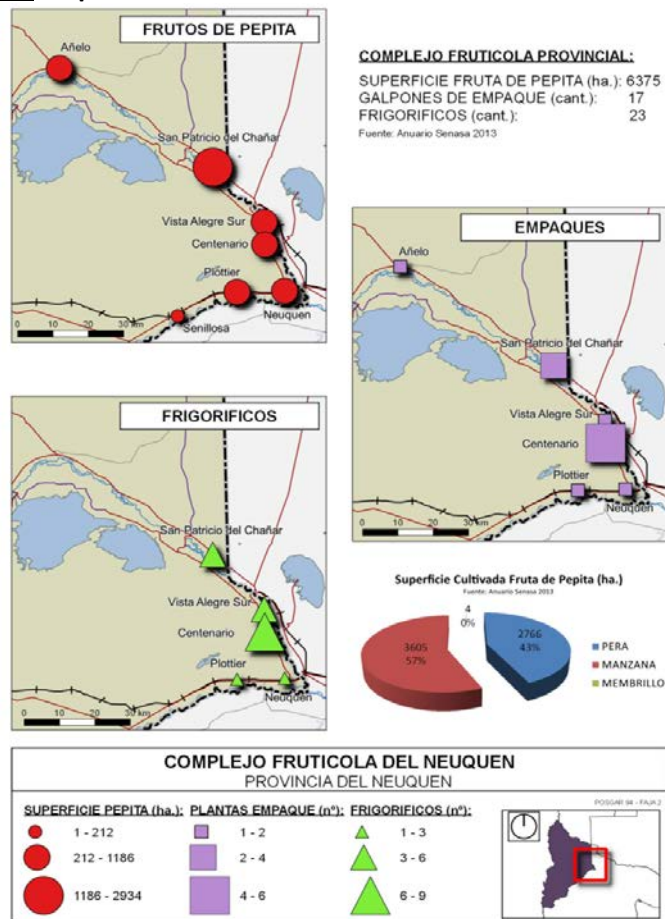 FRUTOS DE PEPITA
Añelo
San Patricio del Chañar
Vista Alegre Sur
Centenario
Plottier
Neuquen
Senillosa
0 10 20 30 km
COMPLEJO FRUTICOLA PROVINCIAL:
SUPERFICIE FRUTA DE PEPITA (ha.): 6375
GALPONES DE EMPAQUE (cant.): 17
FRIGORIFICOS (cant.): 23
Fuente: Anuario Senasa 2013
EMPAQUES
Añelo
San Patricio del Chañar
Vista Alegre Sur
Centenario
Plottier
Neuquen
0 10 20 30 km
FRIGORIFICOS
San Patricio del Chañar
Vista Alegre Sur
Centenario
Plottier
Neuquen
0 10 20 30 km
Superficie Cultivada Fruta de Pepita (ha.)
Fuente: Anuario Senasa 2013
4
0%
3605
57%
2766
43%
PERA
MANZANA
MEMBRILLO
COMPLEJO FRUTICOLA DEL NEUQUEN
PROVINCIA DEL NEUQUEN
SUPERFICIE PEPITA (ha.): PLANTAS EMPAQUE (nº): FRIGORIFICOS (nº):
1 - 212 1 - 2 1 - 3
212 - 1186 2 - 4 3 - 6
1186 - 2934 4 - 6 6 - 9
POSGAR 94 - FAJA 2